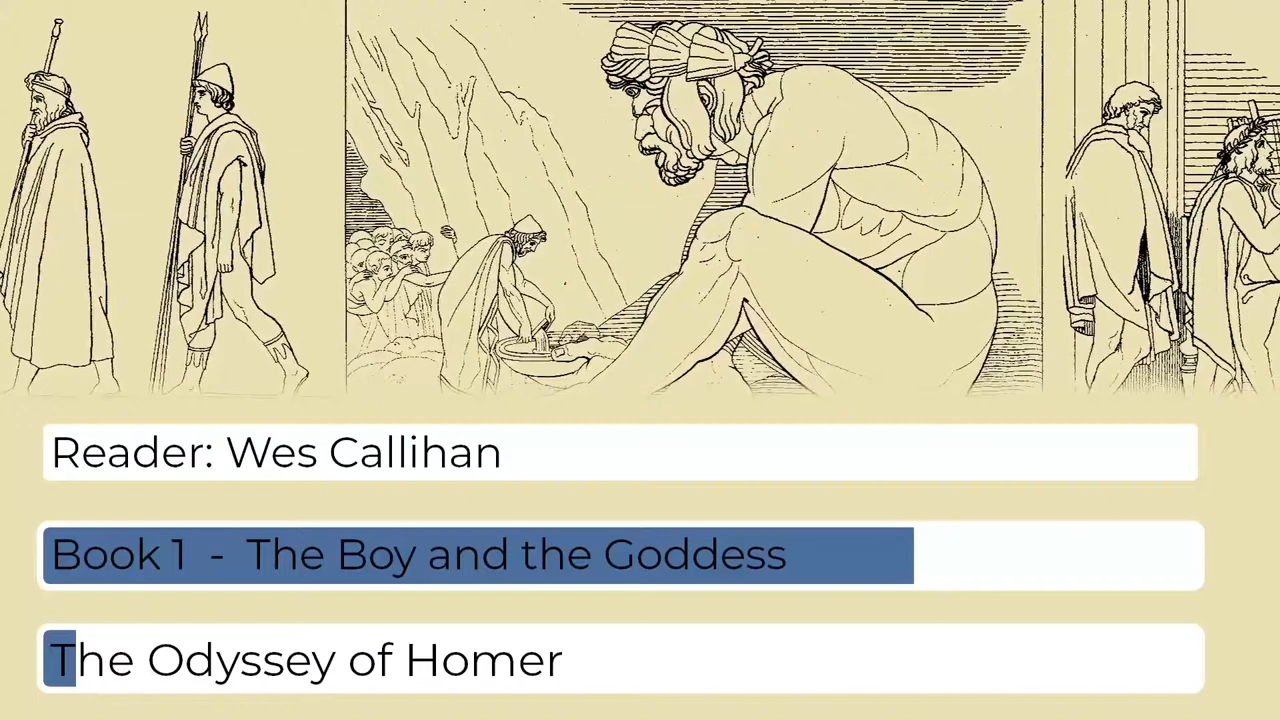 Reader: Wes Callihan
Book 1 - The Boy and the Goddess
The Odyssey of Homer